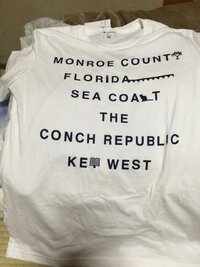 MONROE COUNT
FLORIDA
SEA COA T
THE
CONCH REPUBLIC
KE WEST